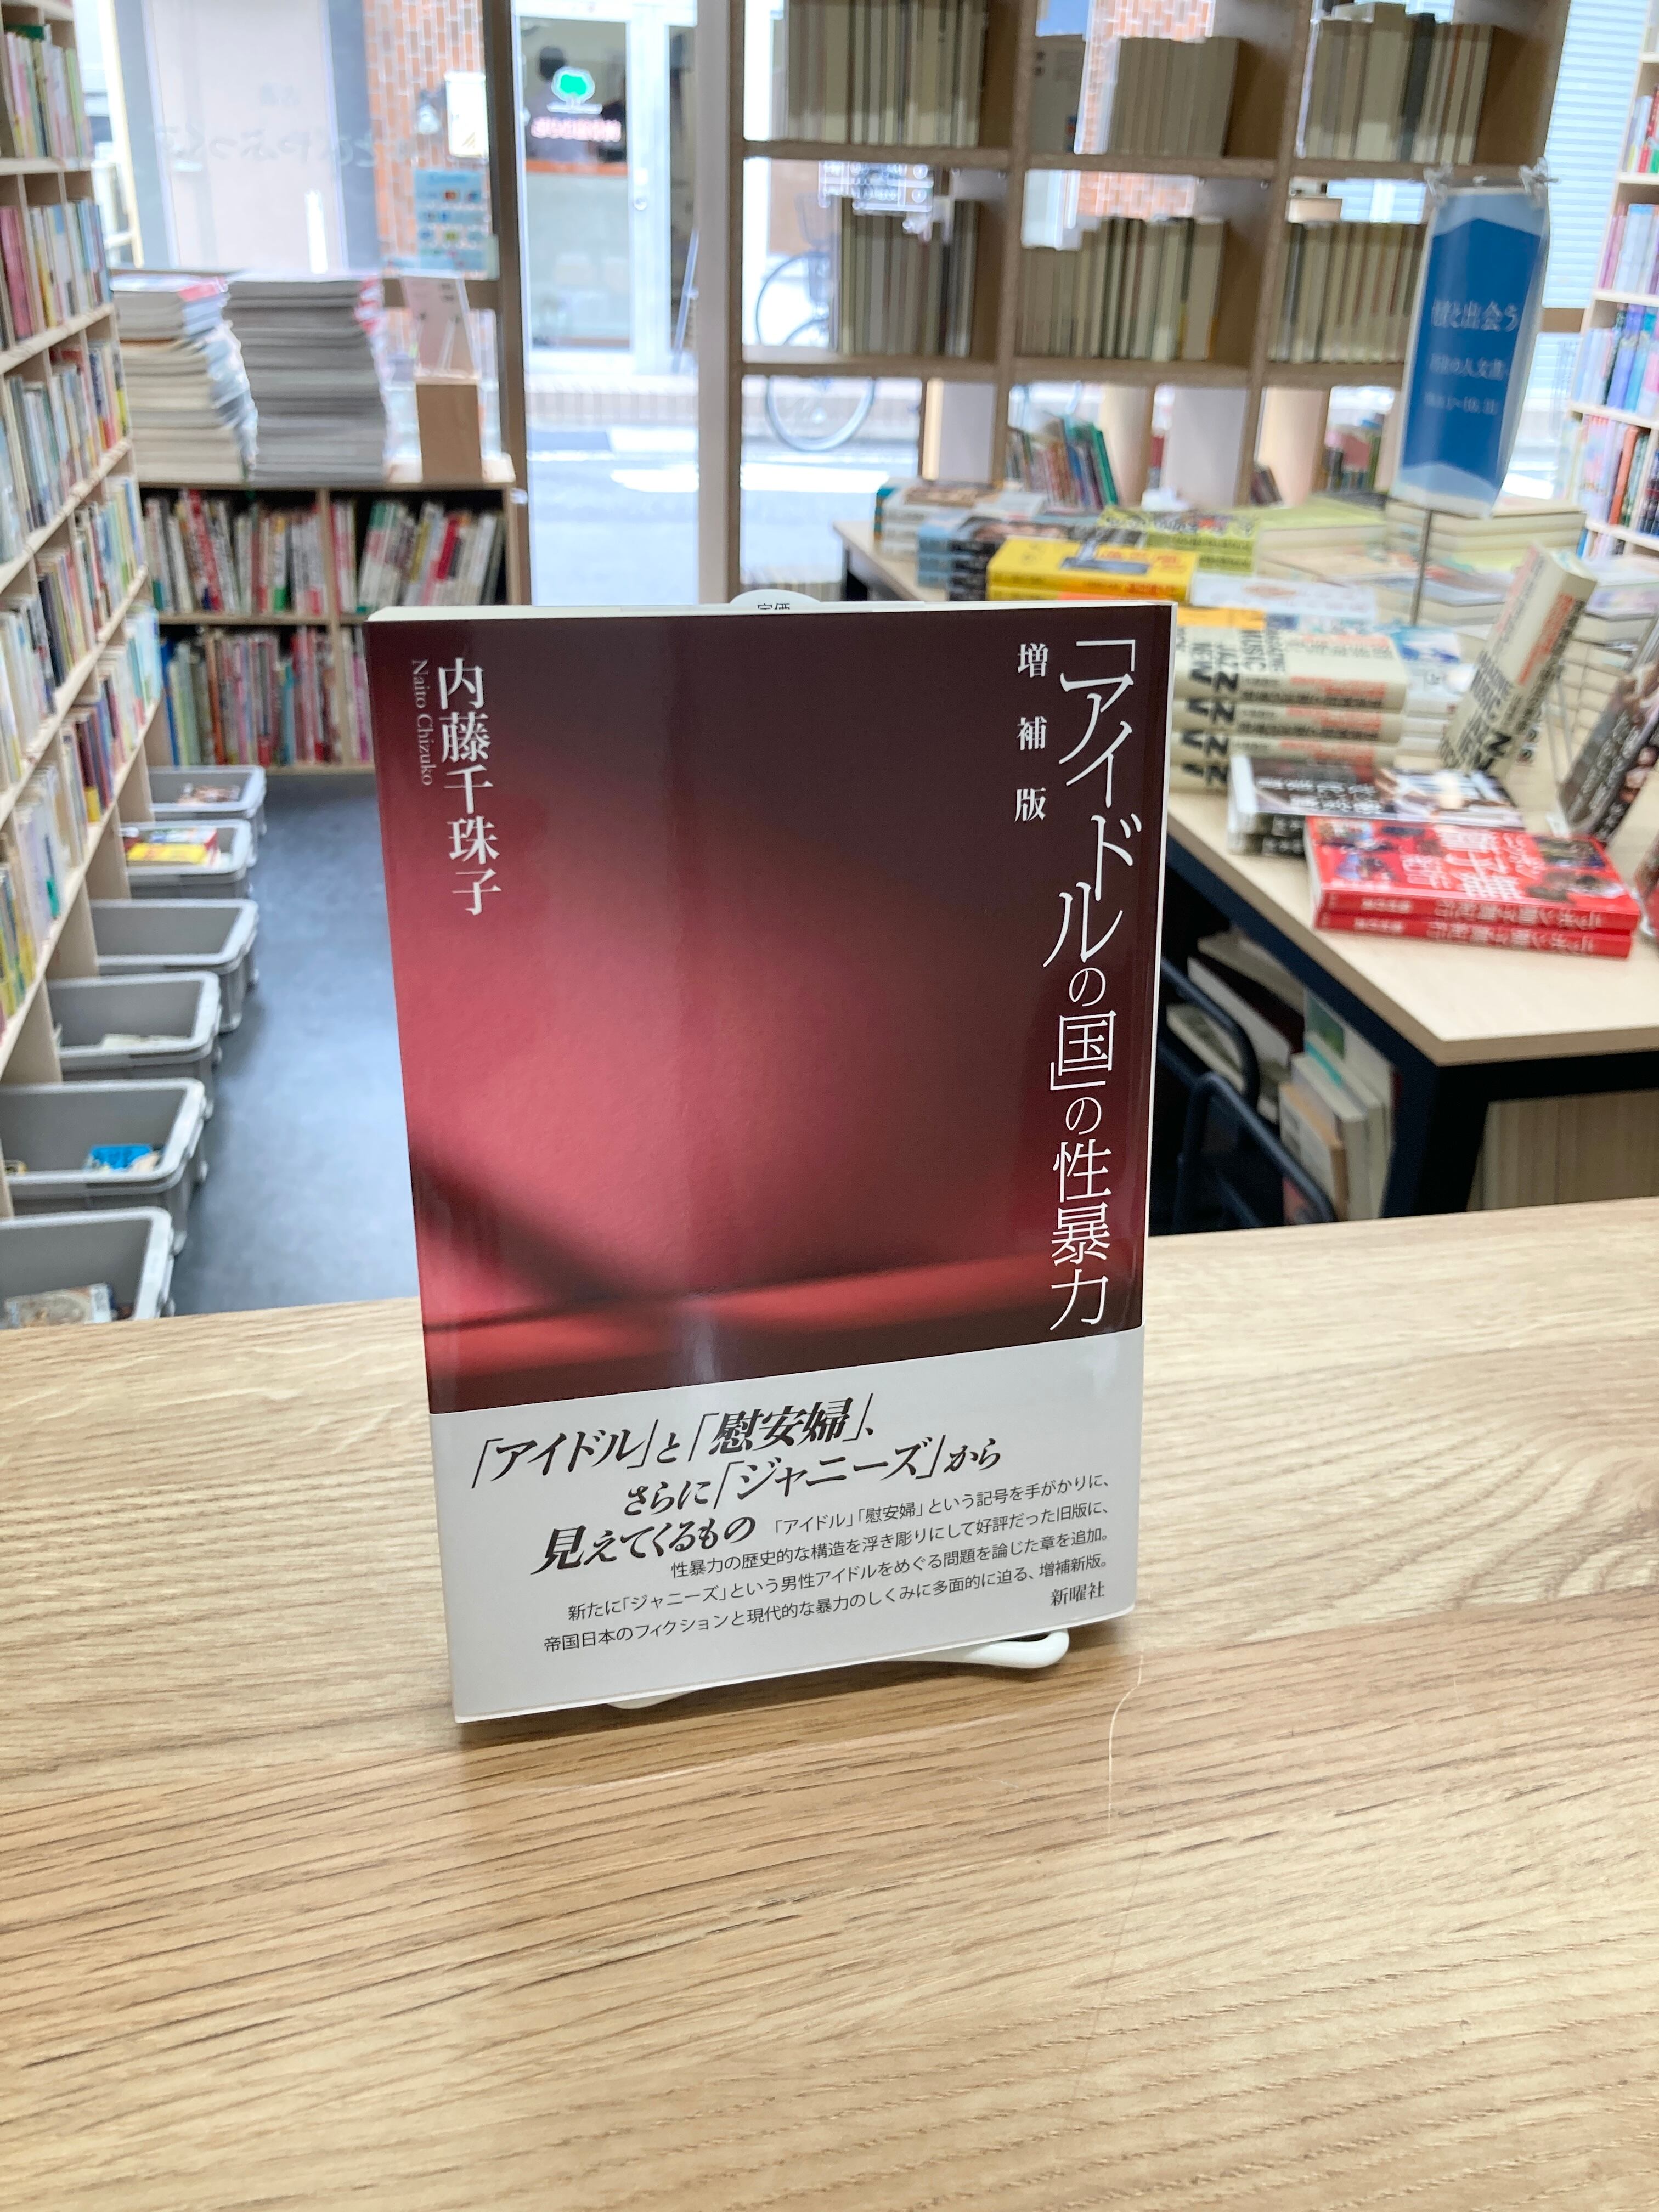 「アイドルの国」の性暴力
増補版
内藤千珠子
Naito Chizuko
「アイドル」と「慰安婦」、
さらに「ジャニーズ」から
見えてくるもの
「アイドル」「慰安婦」という記号を手がかりに、
性暴力の歴史的な構造を浮き彫りにして好評だった旧版に、
新たに「ジャニーズ」という男性アイドルをめぐる問題を論じた章を追加。
帝国日本のフィクションと現代的な暴力のしくみに多面的に迫る、増補新版。
新曜社
定価